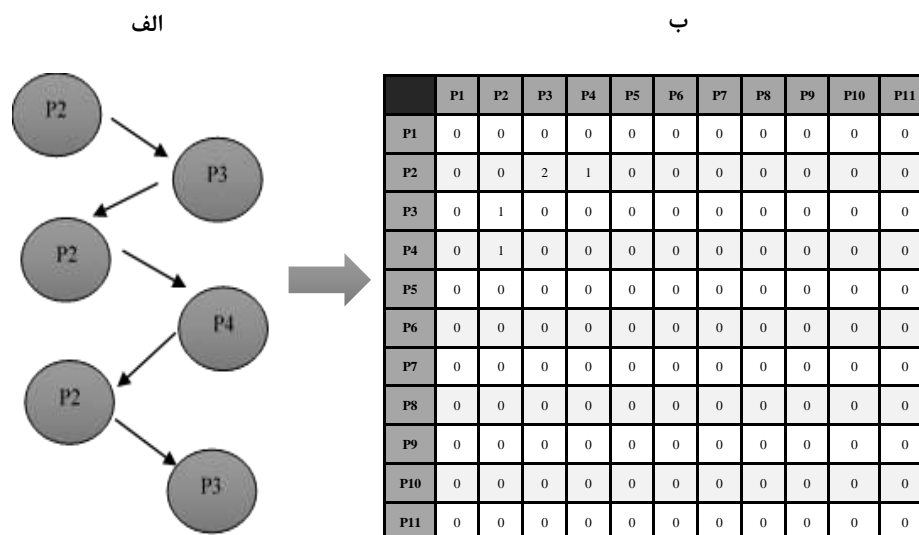 الف
ب
P2
P3
P2
P4
P2
P3
P1 P2 P3 P4 P5 P6 P7 P8 P9 P10 P11
P1 0 0 0 0 0 0 0 0 0 0 0
P2 0 0 2 1 0 0 0 0 0 0 0
P3 0 1 0 0 0 0 0 0 0 0 0
P4 0 1 0 0 0 0 0 0 0 0 0
P5 0 0 0 0 0 0 0 0 0 0 0
P6 0 0 0 0 0 0 0 0 0 0 0
P7 0 0 0 0 0 0 0 0 0 0 0
P8 0 0 0 0 0 0 0 0 0 0 0
P9 0 0 0 0 0 0 0 0 0 0 0
P10 0 0 0 0 0 0 0 0 0 0 0
P11 0 0 0 0 0 0 0 0 0 0 0